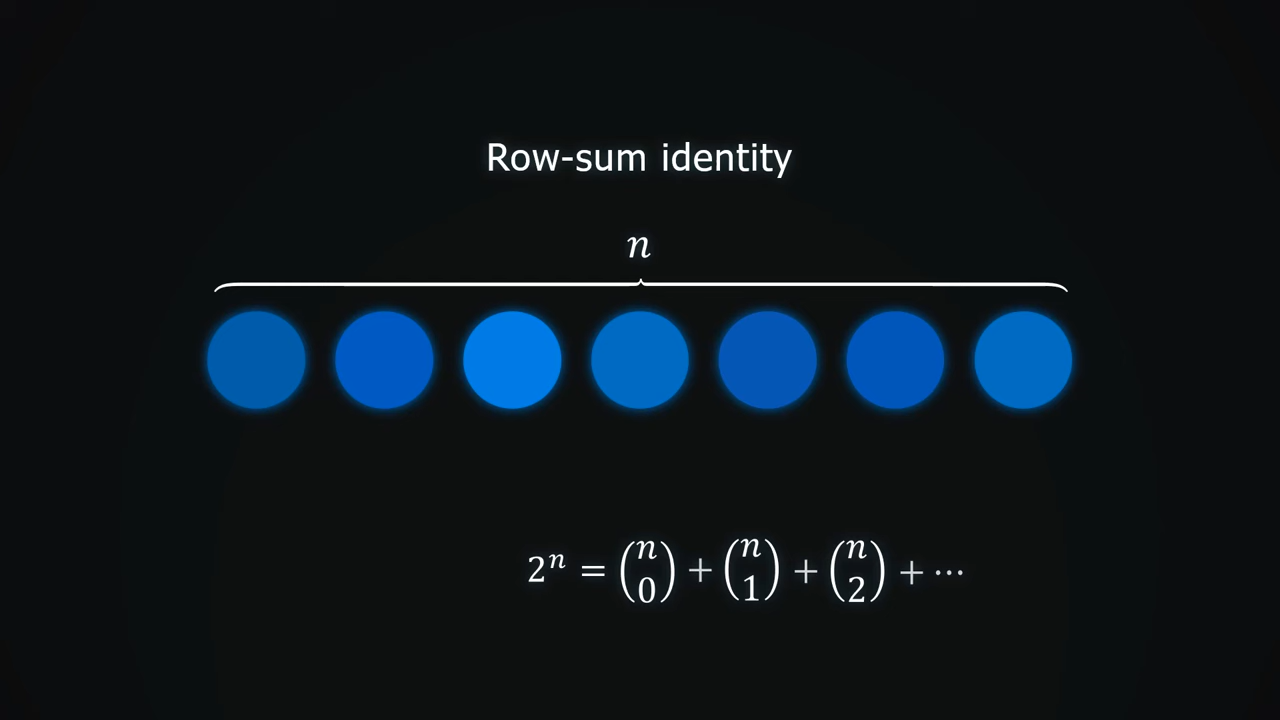 Row-sum identity
n
2ⁿ = (n 0) + (n 1) + (n 2) + ⋯